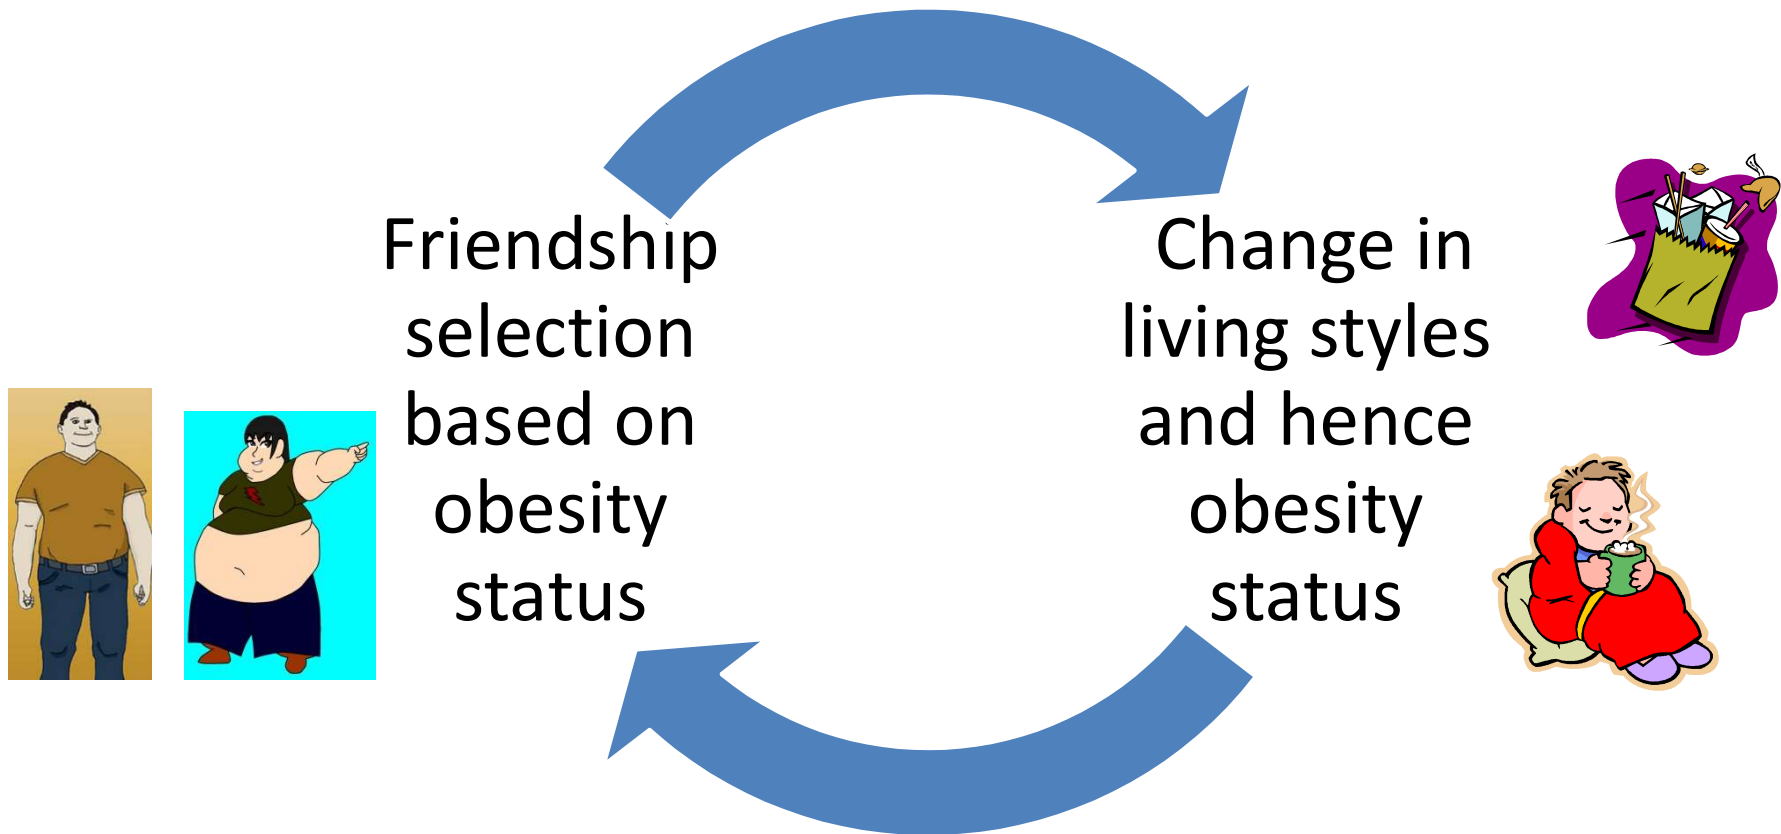 Friendship
selection
based on
obesity
status
Change in
living styles
and hence
obesity
status